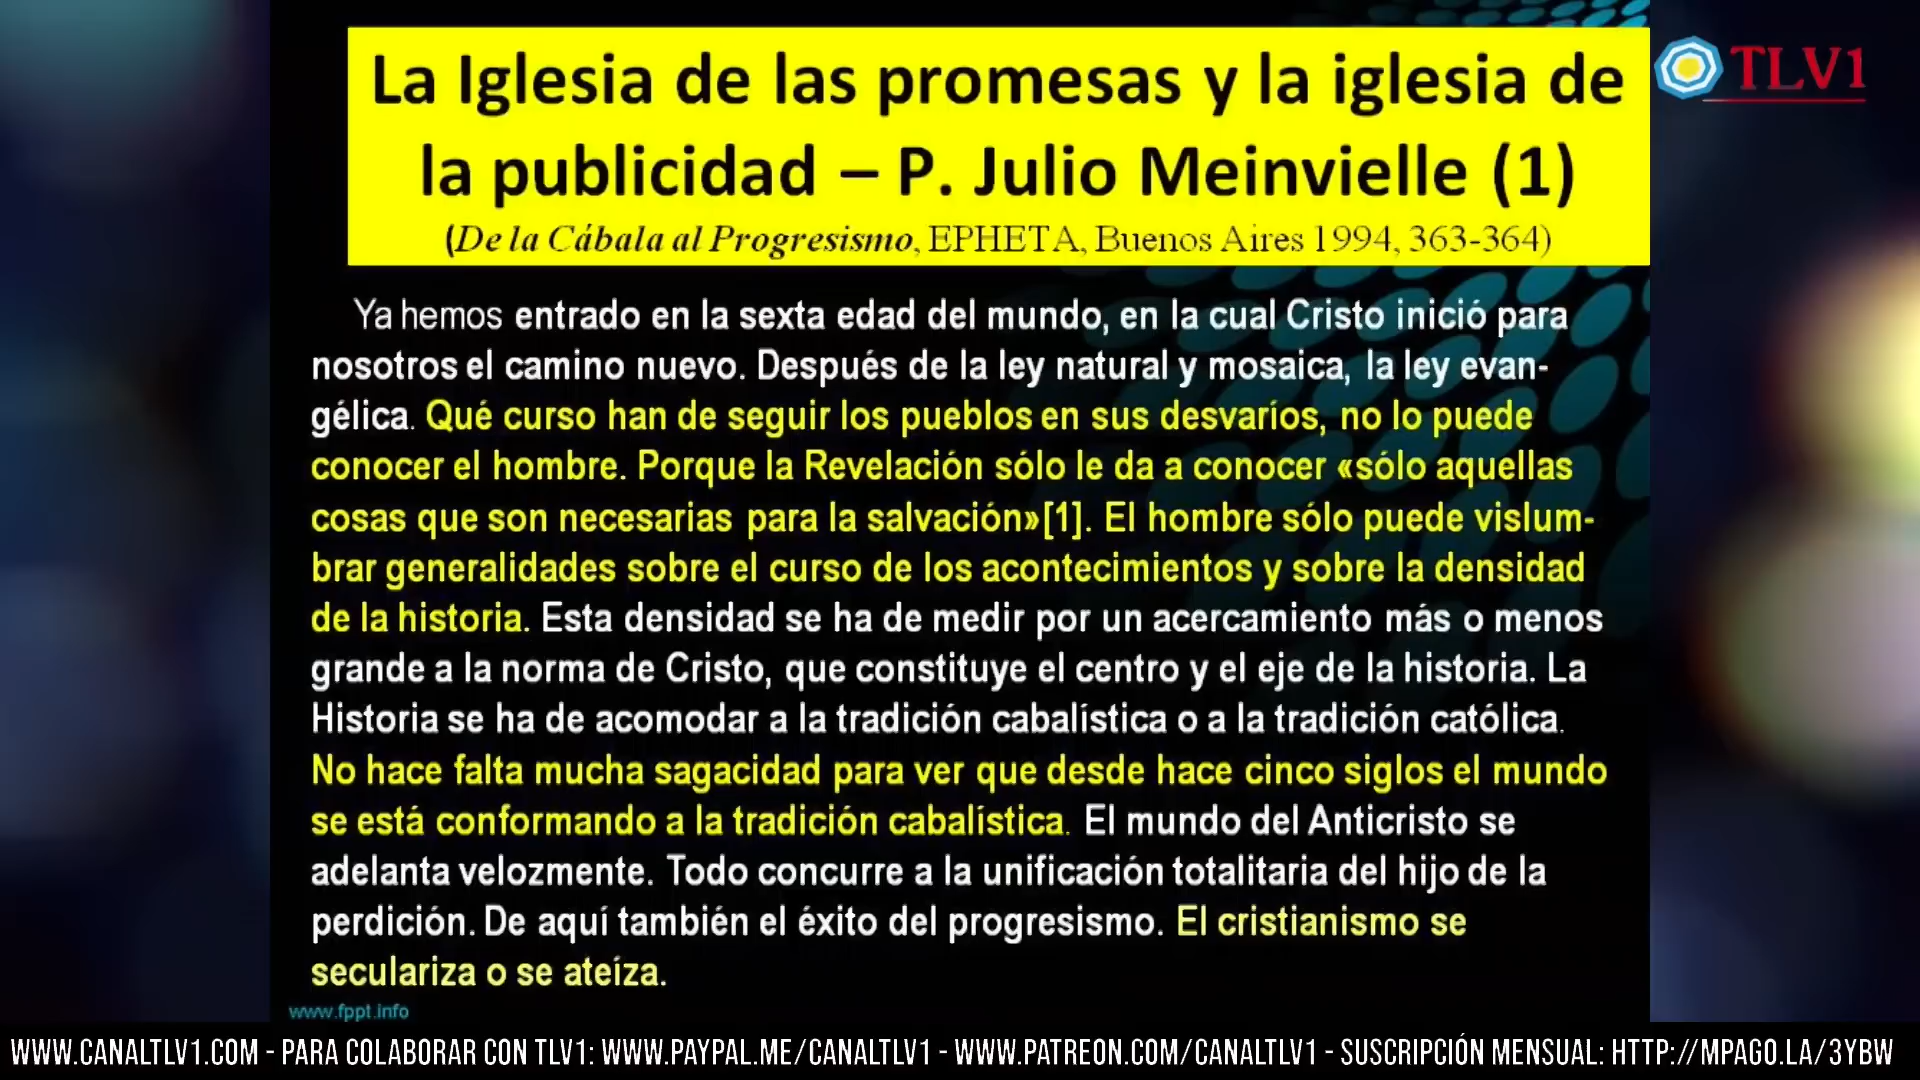 La Iglesia de las promesas y la iglesia de
la publicidad – P. Julio Meinvielle (1)
(De la Cábala al Progresismo, EPHETA, Buenos Aires 1994, 363-364)
TLV1
Ya hemos entrado en la sexta edad del mundo, en la cual Cristo inició para
nosotros el camino nuevo. Después de la ley natural y mosaica, la ley evan-
gélica. Qué curso han de seguir los pueblos en sus desvaríos, no lo puede
conocer el hombre. Porque la Revelación sólo le da a conocer «sólo aquellas
cosas que son necesarias para la salvación»[1]. El hombre sólo puede vislum-
brar generalidades sobre el curso de los acontecimientos y sobre la densidad
de la historia. Esta densidad se ha de medir por un acercamiento más o menos
grande a la norma de Cristo, que constituye el centro y el eje de la historia. La
Historia se ha de acomodar a la tradición cabalística o a la tradición católica.
No hace falta mucha sagacidad para ver que desde hace cinco siglos el mundo
se está conformando a la tradición cabalística. El mundo del Anticristo se
adelanta velozmente. Todo concurre a la unificación totalitaria del hijo de la
perdición. De aquí también el éxito del progresismo. El cristianismo se
seculariza o se ateíza.
www.fppt.info
WWW.CANALTLV1.COM - PARA COLABORAR CON TLV1: WWW.PAYPAL.ME/CANALTLV1 - WWW.PATREON.COM/CANALTLV1 - SUSCRIPCIÓN MENSUAL: HTTP://MPAGO.LA/3YBW